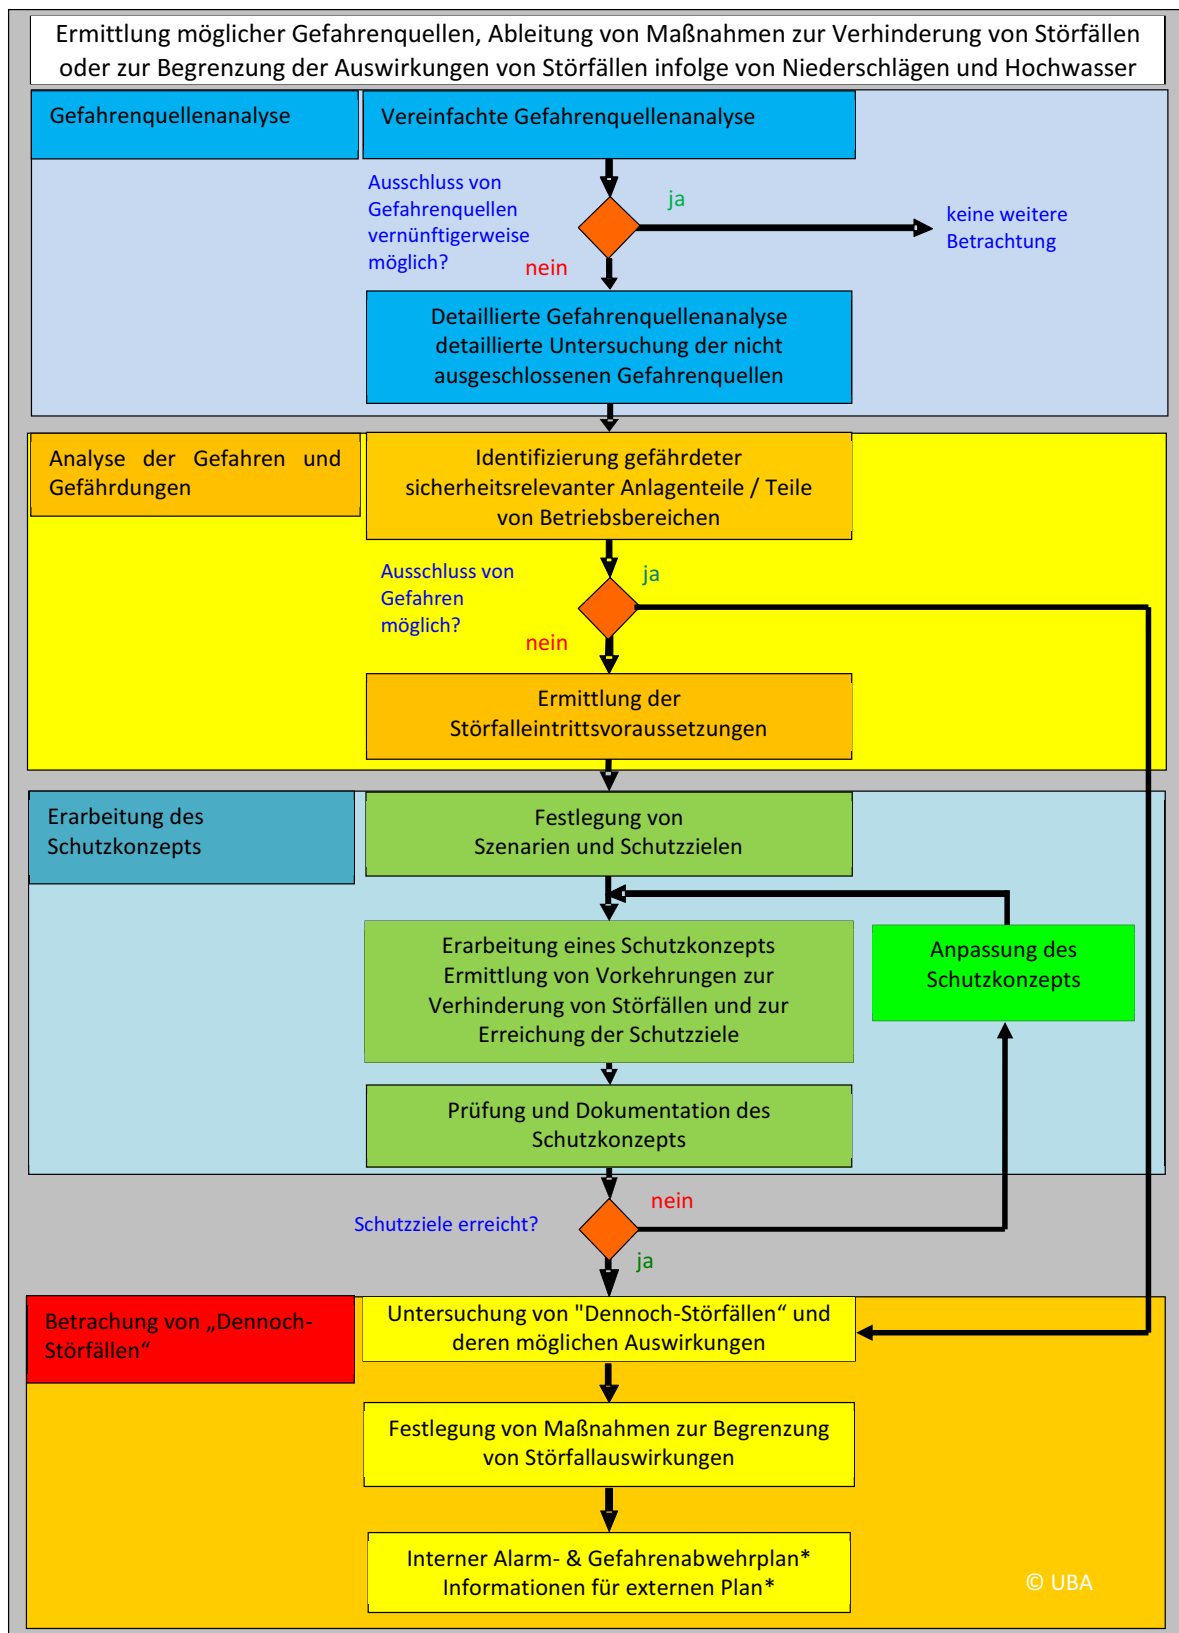 Ermittlung möglicher Gefahrenquellen, Ableitung von Maßnahmen zur Verhinderung von Störfällen
oder zur Begrenzung der Auswirkungen von Störfällen infolge von Niederschlägen und Hochwasser
Gefahrenquellenanalyse
Vereinfachte Gefahrenquellenanalyse
Ausschluss von
Gefahrenquellen
vernünftigerweise
möglich?
ja
keine weitere
Betrachtung
nein
Detaillierte Gefahrenquellenanalyse
detaillierte Untersuchung der nicht
ausgeschlossenen Gefahrenquellen
Analyse der Gefahren und
Gefährdungen
Identifizierung gefährdeter
sicherheitsrelevanter Anlagenteile / Teile
von Betriebsbereichen
Ausschluss von
Gefahren
möglich?
ja
nein
Ermittlung der
Störfalleintrittsvoraussetzungen
Erarbeitung des
Schutzkonzepts
Festlegung von
Szenarien und Schutzzielen
Erarbeitung eines Schutzkonzepts
Ermittlung von Vorkehrungen zur
Verhinderung von Störfällen und zur
Erreichung der Schutzziele
Anpassung des
Schutzkonzepts
Prüfung und Dokumentation des
Schutzkonzepts
Schutzziele erreicht?
nein
ja
Betrachung von „Dennoch-
Störfällen“
Untersuchung von "Dennoch-Störfällen“ und
deren möglichen Auswirkungen
Festlegung von Maßnahmen zur Begrenzung
von Störfallauswirkungen
Interner Alarm- & Gefahrenabwehrplan*
Informationen für externen Plan*
© UBA